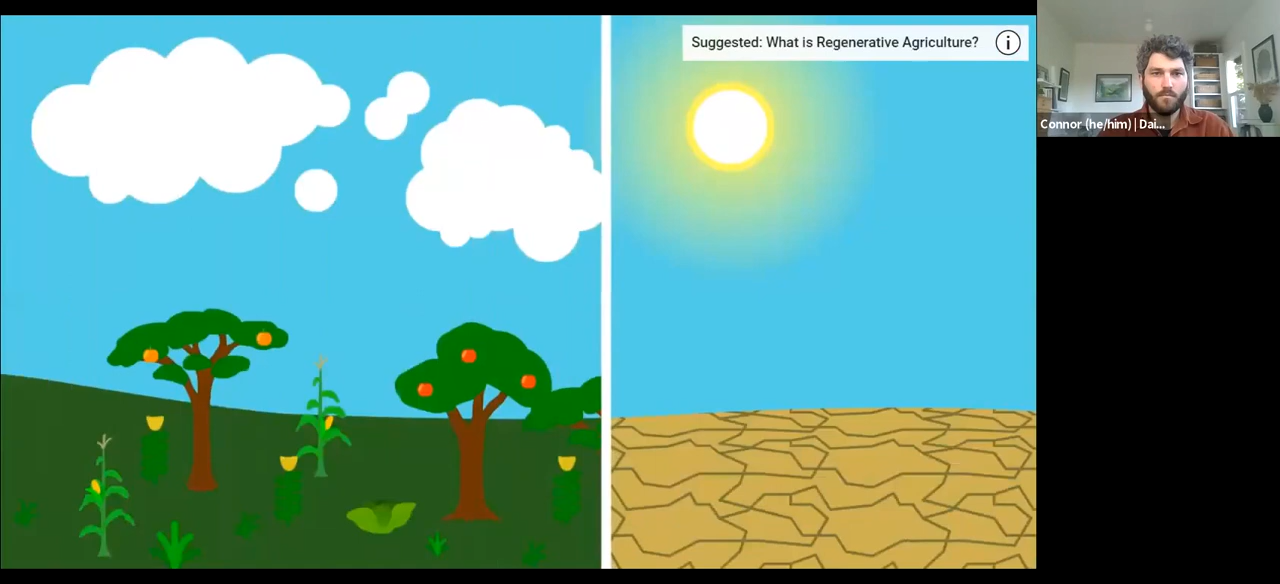 Suggested: What is Regenerative Agriculture?
Connor (he/him) | Dai...